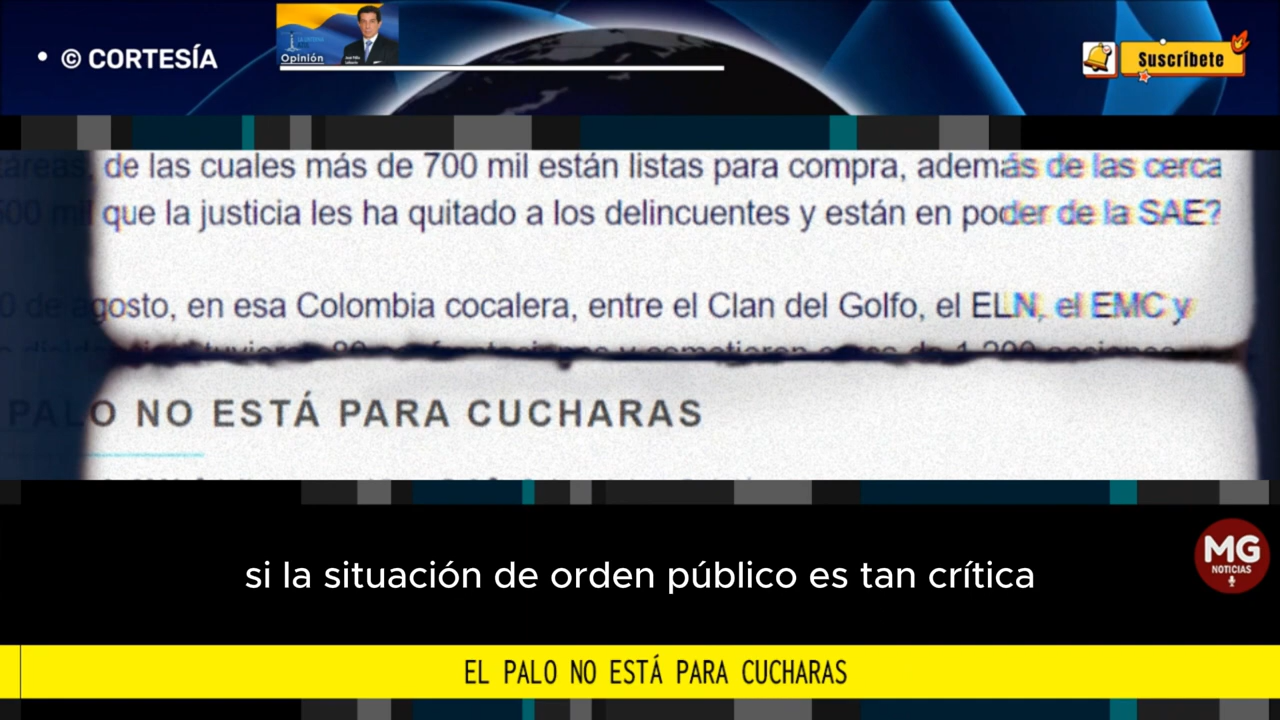 • © CORTESÍA
Opinión
Suscríbete
de las cuales más de 700 mil están listas para compra, además de las cerca
500 mil que la justicia les ha quitado a los delincuentes y están en poder de la SAE?
0 de agosto, en esa Colombia cocalera, entre el Clan del Golfo, el ELN, el EMC y
PALO NO ESTÁ PARA CUCHARAS
si la situación de orden público es tan crítica
MG
NOTICIAS
EL PALO NO ESTÁ PARA CUCHARAS